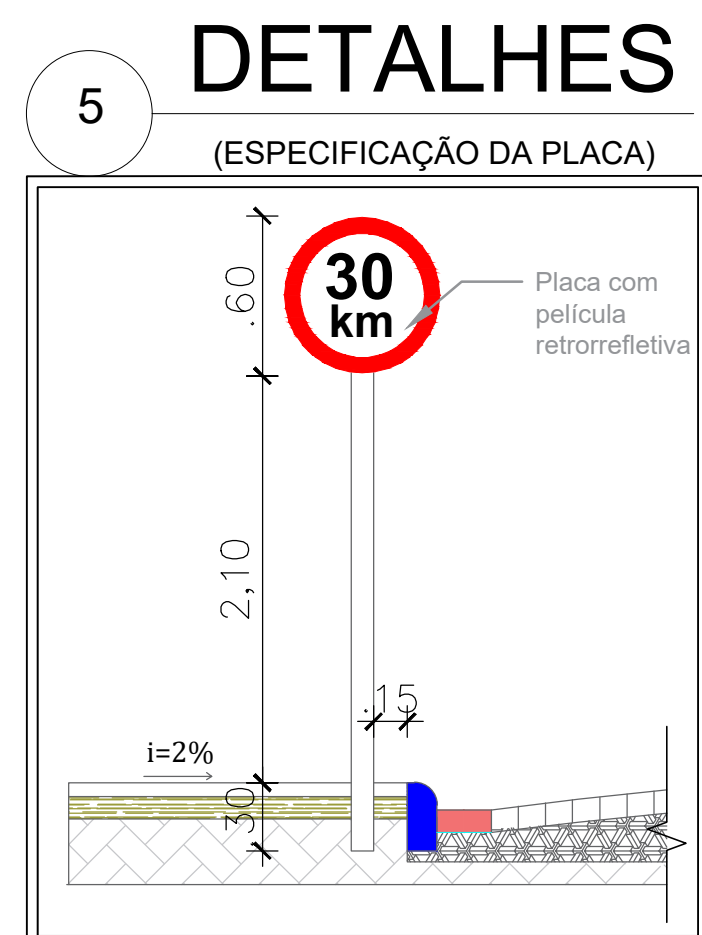 DETALHES
5
(ESPECIFICAÇÃO DA PLACA)
.60
30
km
Placa com
película
retrorrefletiva
2,10
.15
i=2%
30